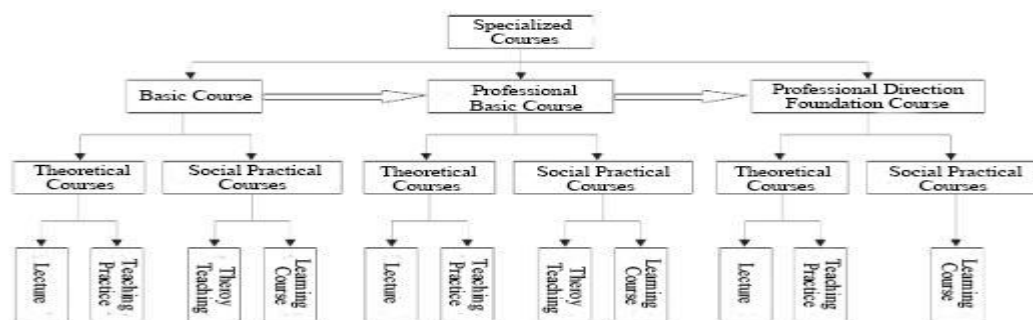 Specialized
Courses
Basic Course
Professional
Basic Course
Professional Direction
Foundation Course
Theoretical
Courses
Social Practical
Courses
Theoretical
Courses
Social Practical
Courses
Theoretical
Courses
Social Practical
Courses
Lecture
Teaching
Practice
Theroy
Teaching
Learning
Course
Lecture
Teaching
Practice
Theroy
Teaching
Learning
Course
Lecture
Teaching
Practice
Learning
Course